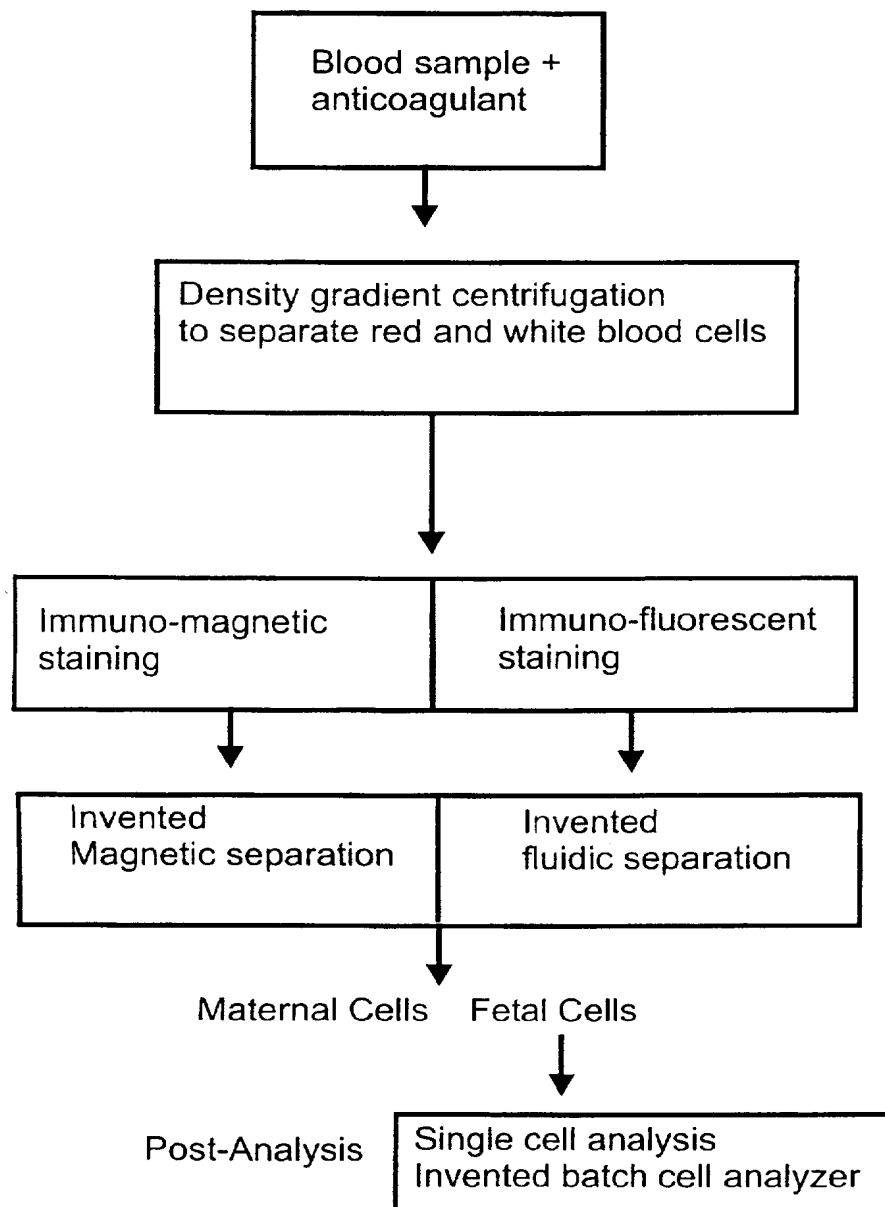 Blood sample +
anticoagulant
Density gradient centrifugation
to separate red and white blood cells
Immuno-magnetic
staining
Immuno-fluorescent
staining
Invented
Magnetic separation
Invented
fluidic separation
Maternal Cells Fetal Cells
Post-Analysis
Single cell analysis
Invented batch cell analyzer